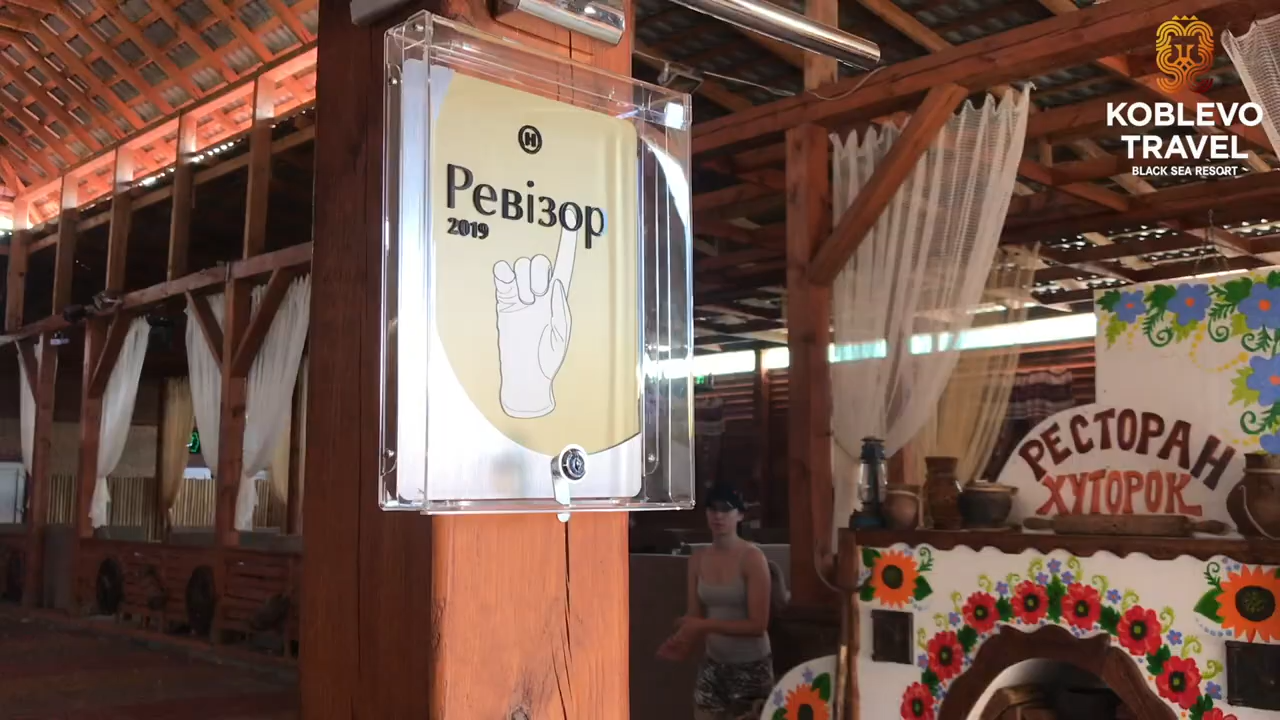 Н
Ревізор
2019
РЕСТОРАН
ХУТОРОК
KOBLEVO
TRAVEL
BLACK SEA RESORT